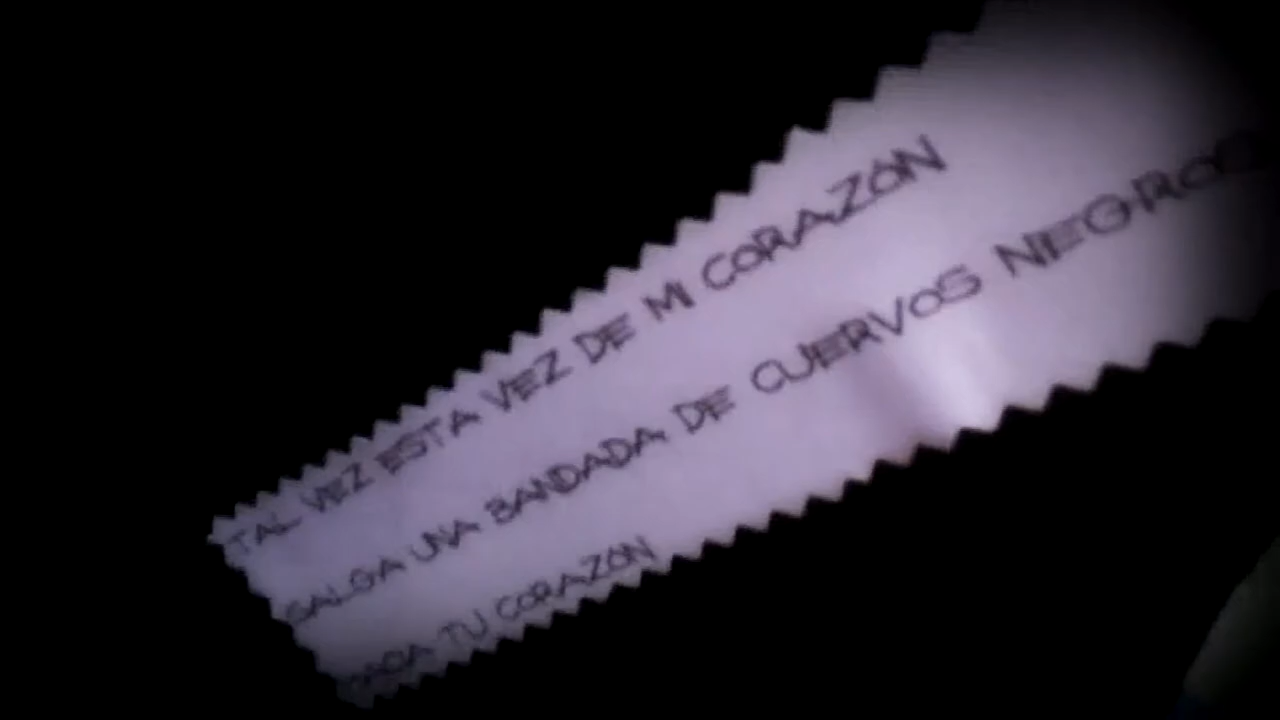 TAL VEZ ESTA VEZ DE MI CORAZÓN
SALGA UNA BANDADA DE CUERVOS NEGROS
TU CORAZÓN